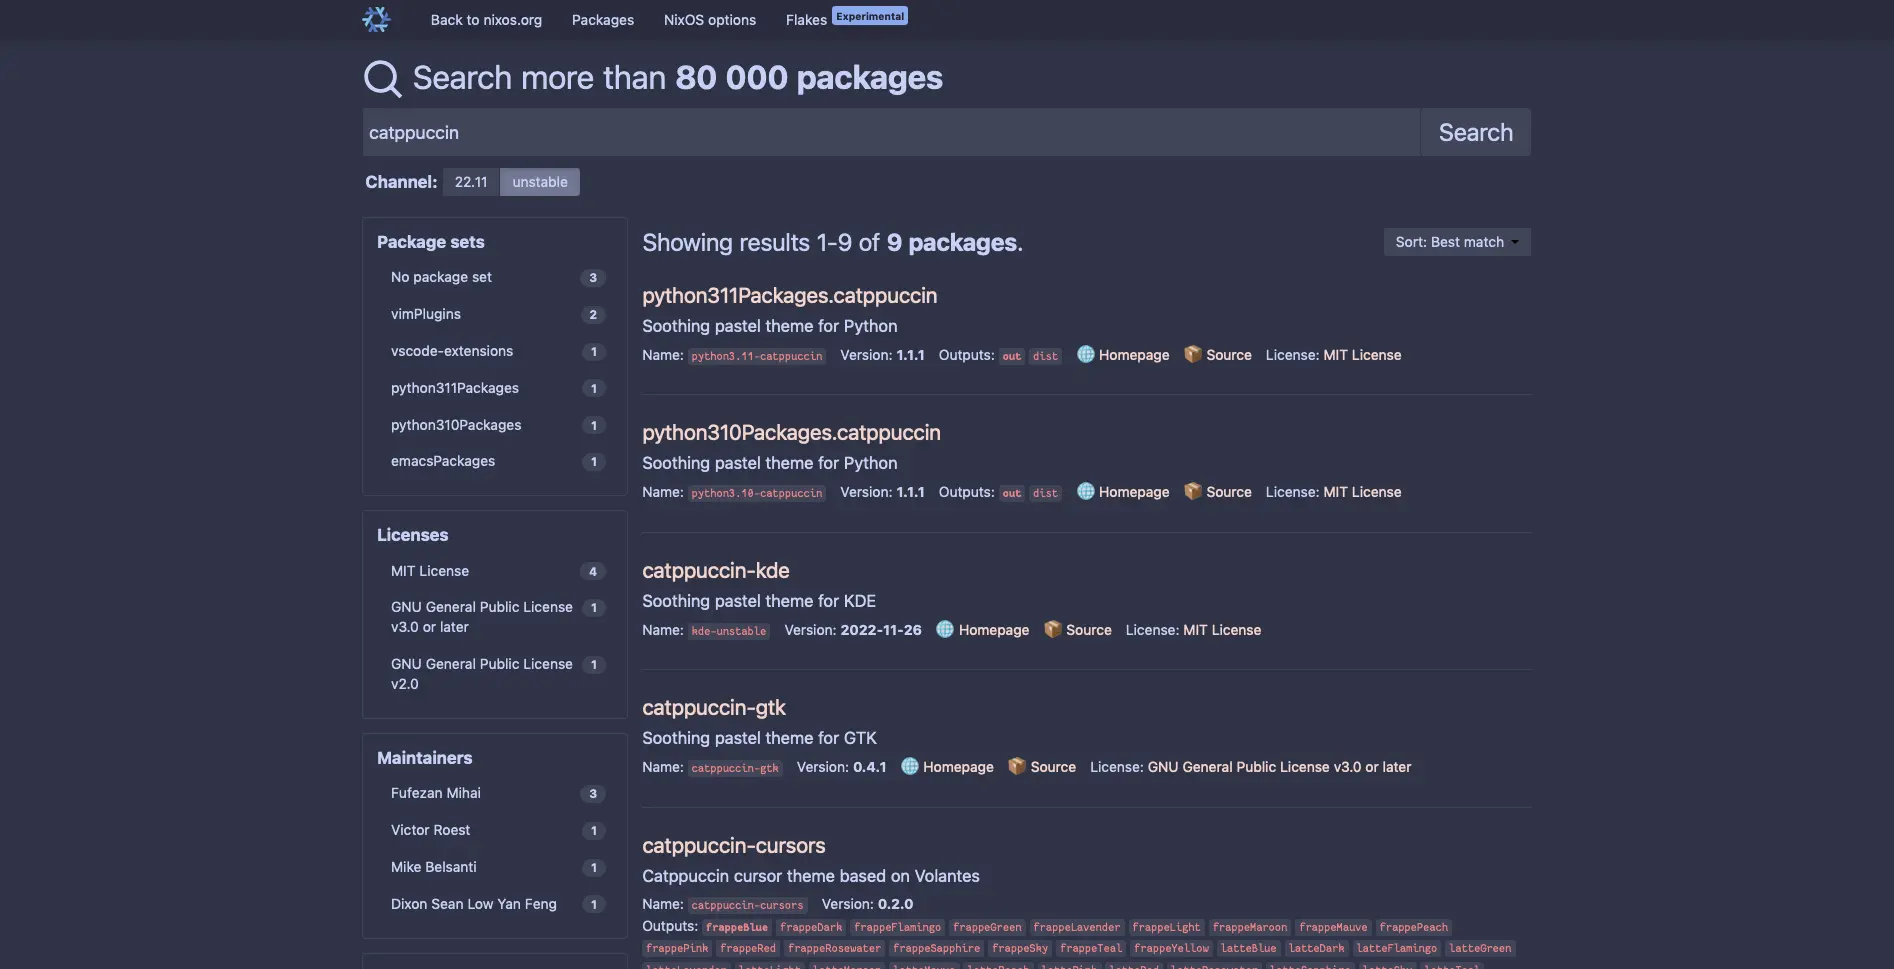 Back to nixos.org Packages NixOS options Flakes Experimental
Search more than 80 000 packages
catppuccin Search
Channel: 22.11 unstable
Package sets
No package set 3
vimPlugins 2
vscode-extensions 1
python311Packages 1
python310Packages 1
emacsPackages 1
Licenses
MIT License 4
GNU General Public License 1
v3.0 or later
GNU General Public License 1
v2.0
Maintainers
Fufezan Mihai 3
Victor Roest 1
Mike Belsanti 1
Dixon Sean Low Yan Feng 1
Showing results 1-9 of 9 packages. Sort: Best match
python311Packages.catppuccin
Soothing pastel theme for Python
Name: python3.11-catppuccin Version: 1.1.1 Outputs: out dist Homepage Source License: MIT License
python310Packages.catppuccin
Soothing pastel theme for Python
Name: python3.10-catppuccin Version: 1.1.1 Outputs: out dist Homepage Source License: MIT License
catppuccin-kde
Soothing pastel theme for KDE
Name: kde-unstable Version: 2022-11-26 Homepage Source License: MIT License
catppuccin-gtk
Soothing pastel theme for GTK
Name: catppuccin-gtk Version: 0.4.1 Homepage Source License: GNU General Public License v3.0 or later
catppuccin-cursors
Catppuccin cursor theme based on Volantes
Name: catppuccin-cursors Version: 0.2.0
Outputs: frappeBlue frappeDark frappeFlamingo frappeGreen frappeLavender frappeLight frappeMaroon frappeMauve frappePeach
frappePink frappeRed frappeRosewater frappeSapphire frappeSky frappeTeal frappeYellow latteBlue latteDark latteFlamingo latteGreen